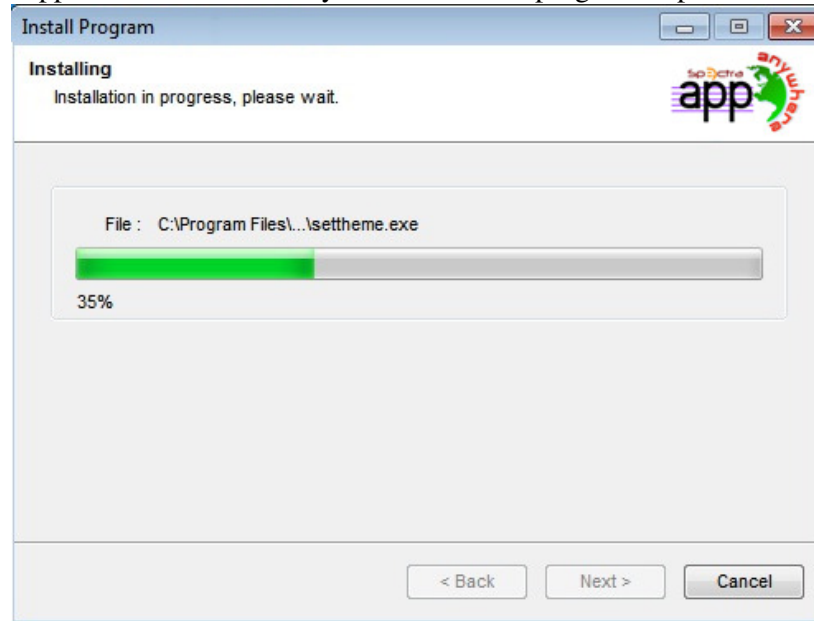 Install Program
Installing
Installation in progress, please wait.
Spectra
app
anywhere
File : C:\Program Files\...\settheme.exe
35%
< Back Next > Cancel